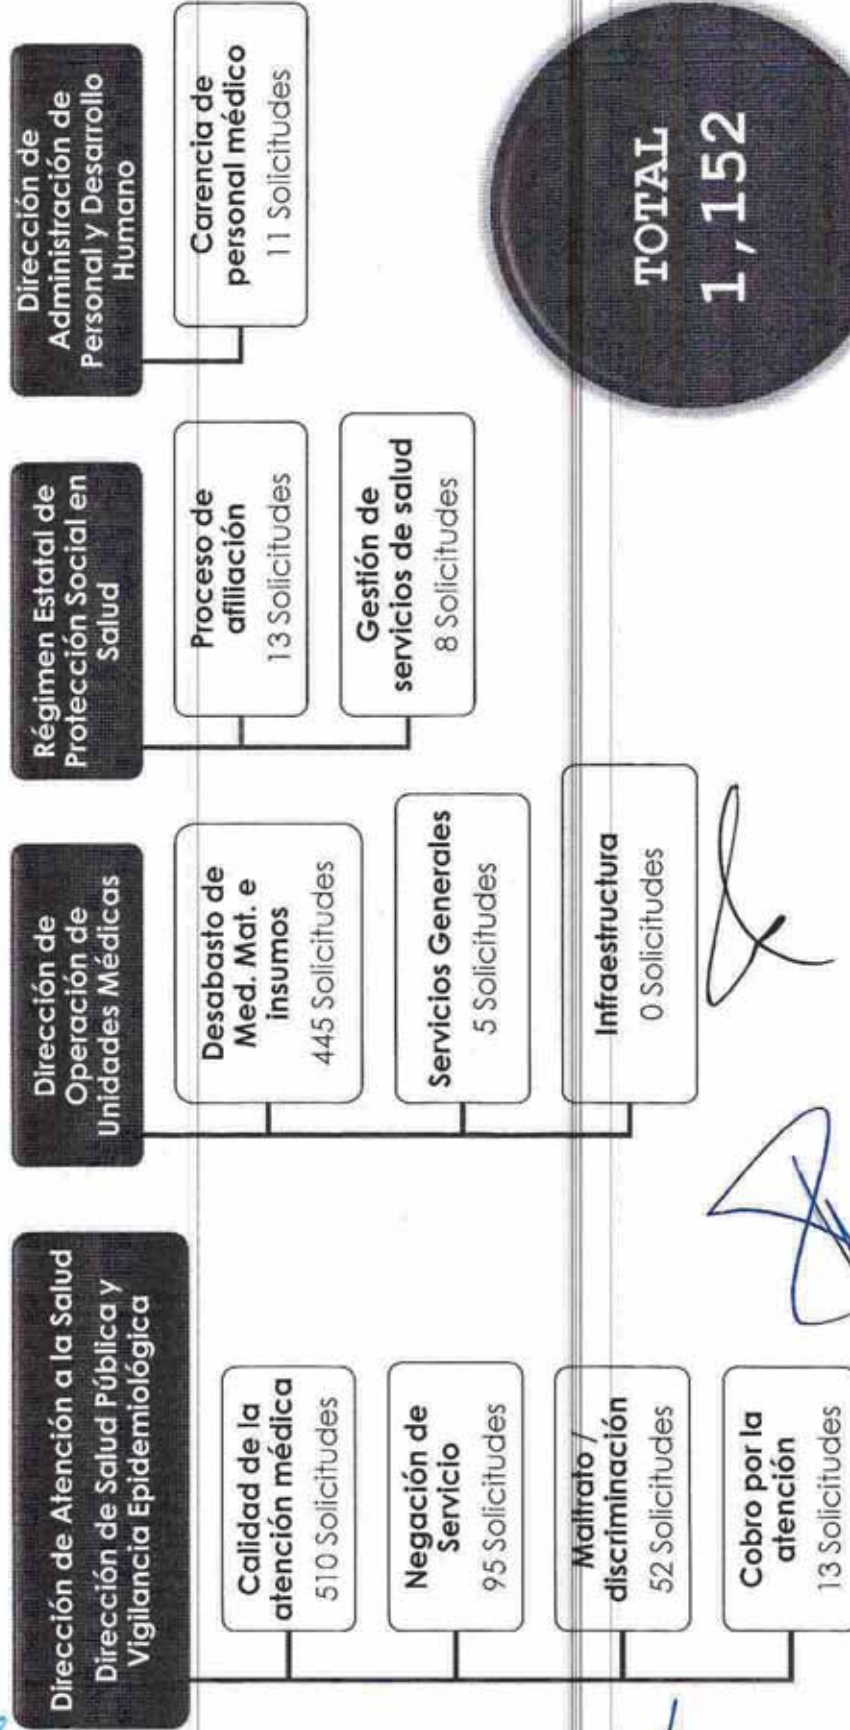 Dirección de Atención a la Salud
Dirección de Salud Pública y
Vigilancia Epidemiológica
Calidad de la
atención médica
510 Solicitudes
Negación de
Servicio
95 Solicitudes
Maltrato /
discriminación
52 Solicitudes
Cobro por la
atención
13 Solicitudes
Dirección de
Operación de
Unidades Médicas
Desabasto de
Med. Mat. e
insumos
445 Solicitudes
Servicios Generales
5 Solicitudes
Infraestructura
0 Solicitudes
Régimen Estatal de
Protección Social en
Salud
Proceso de
afiliación
13 Solicitudes
Gestión de
servicios de salud
8 Solicitudes
Dirección de
Administración de
Personal y Desarrollo
Humano
Carencia de
personal médico
11 Solicitudes
TOTAL
1,152